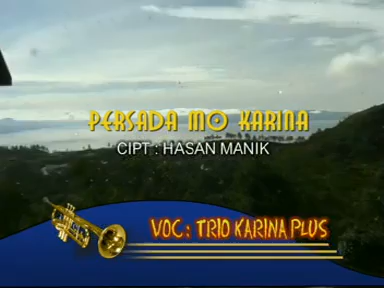 PERSADA MO KARINA
CIPT : HASAN MANIK
VOC : TRIO KARINA PLUS